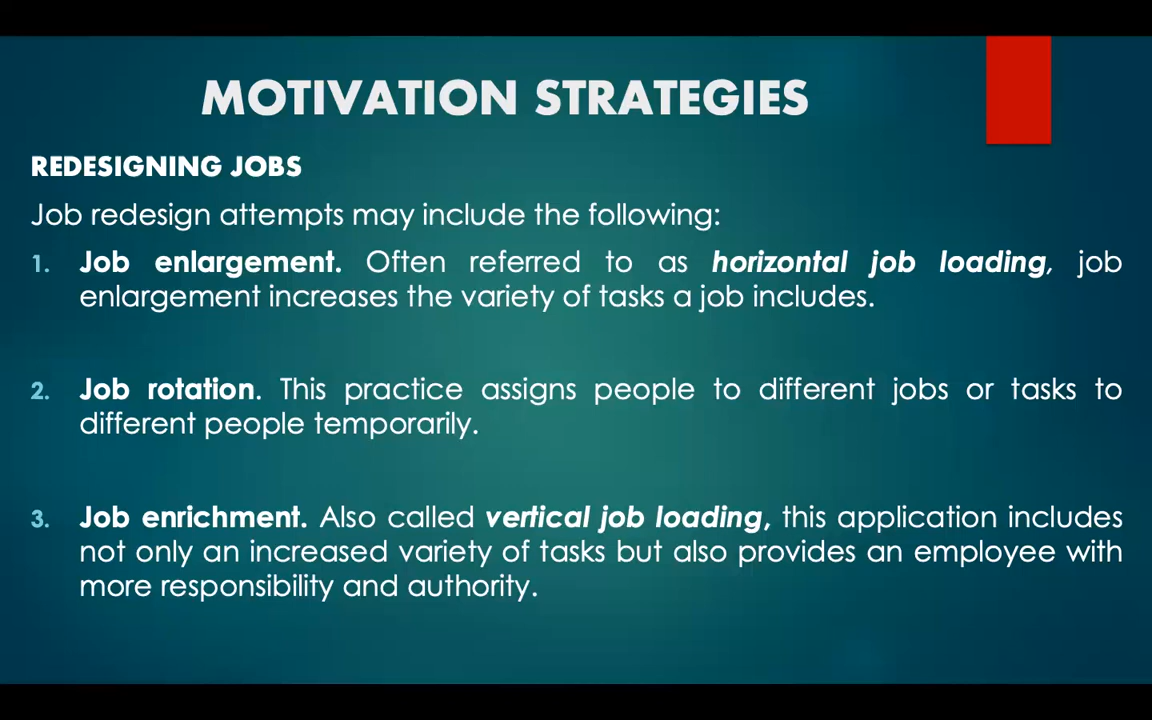 MOTIVATION STRATEGIES
REDESIGNING JOBS
Job redesign attempts may include the following:
1. Job enlargement. Often referred to as horizontal job loading, job
enlargement increases the variety of tasks a job includes.
2. Job rotation. This practice assigns people to different jobs or tasks to
different people temporarily.
3. Job enrichment. Also called vertical job loading, this application includes
not only an increased variety of tasks but also provides an employee with
more responsibility and authority.